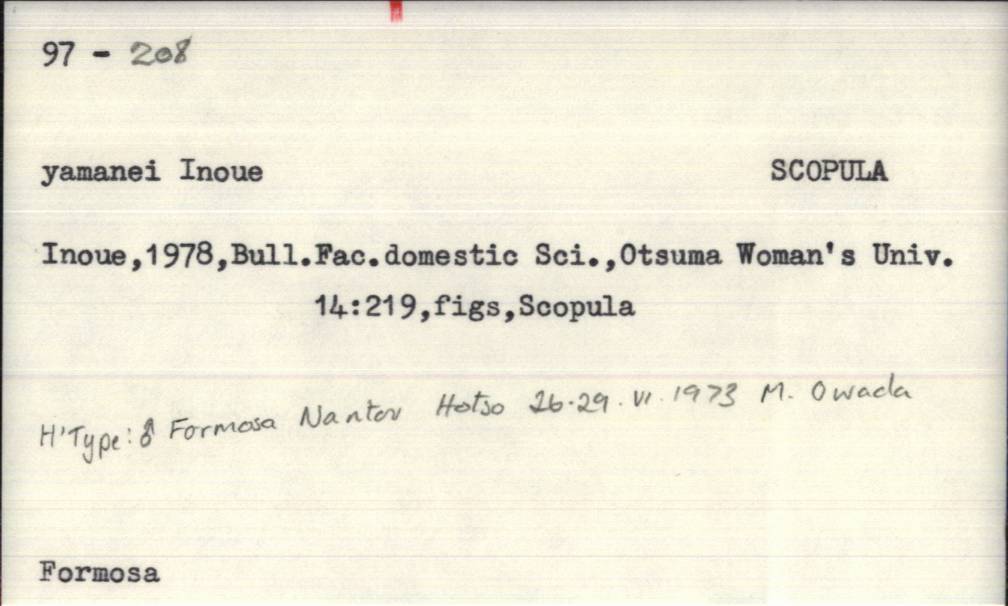 97 - 208
yamanei Inoue SCOPULA
Inoue,1978,Bull.Fac.domestic Sci.,Otsuma Woman's Univ.
14:219,figs,Scopula
H'Type: ♂ Formosa Nantou Hotso 26-29.VI.1973 M. Owada
Formosa